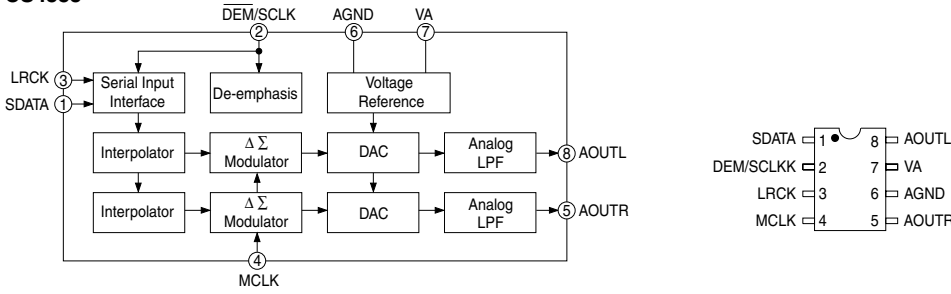 DEM/SCLK
AGND
VA
2
6
7
LRCK
3
SDATA
1
Serial Input
Interface
De-emphasis
Voltage
Reference
Interpolator
Δ Σ
Modulator
DAC
Analog
LPF
8
AOUTL
Interpolator
Δ Σ
Modulator
DAC
Analog
LPF
5
AOUTR
4
MCLK
SDATA
1
8
AOUTL
DEM/SCLKK
2
7
VA
LRCK
3
6
AGND
MCLK
4
5
AOUTR